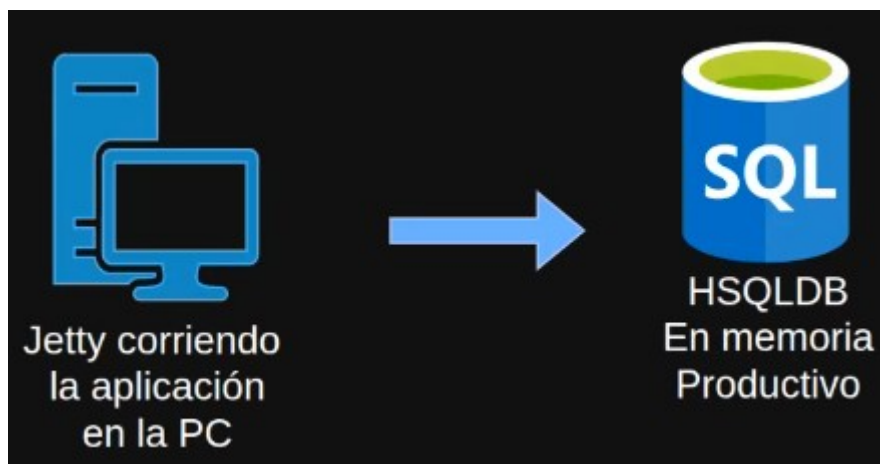 Jetty corriendo
la aplicación
en la PC
SQL
HSQLDB
En memoria
Productivo